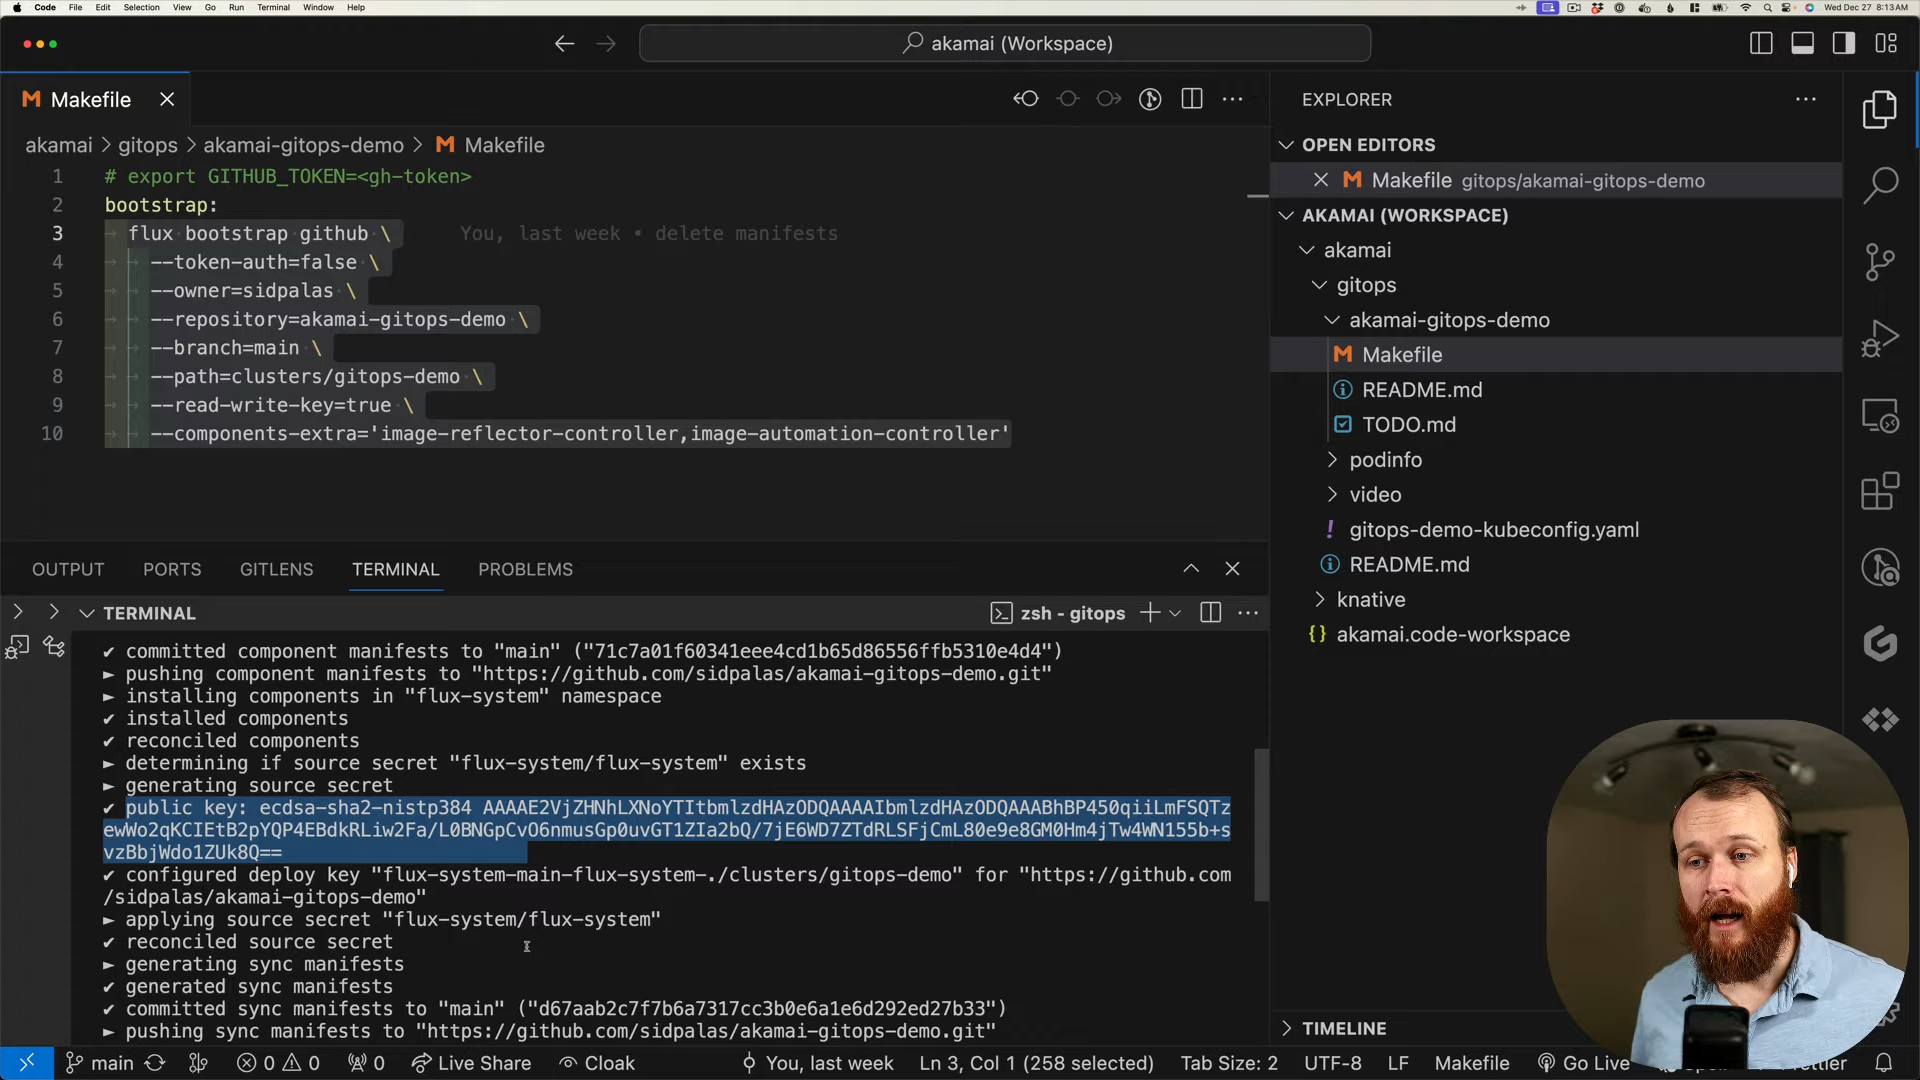 Code File Edit Selection View Go Run Terminal Window Help
Wed Dec 27 8:13 AM
akamai (Workspace)
Makefile
akamai > gitops > akamai-gitops-demo > Makefile
1 # export GITHUB_TOKEN=<gh-token>
2 bootstrap:
3 flux bootstrap github \ You, last week • delete manifests
4 --token-auth=false \
5 --owner=sidpalas \
6 --repository=akamai-gitops-demo \
7 --branch=main \
8 --path=clusters/gitops-demo \
9 --read-write-key=true \
10 --components-extra='image-reflector-controller,image-automation-controller'
OUTPUT PORTS GITLENS TERMINAL PROBLEMS
TERMINAL
zsh - gitops
✔ committed component manifests to "main" ("71c7a01f60341eee4cd1b65d86556ffb5310e4d4")
► pushing component manifests to "https://github.com/sidpalas/akamai-gitops-demo.git"
► installing components in "flux-system" namespace
✔ installed components
✔ reconciled components
► determining if source secret "flux-system/flux-system" exists
► generating source secret
✔ public key: ecdsa-sha2-nistp384 AAAAE2VjZHNhLXNoYTItbmlzdHAzODQAAAAIbmlzdHAzODQAAABhBP450qiiLmFSQTz
ewWo2qKCIEtB2pYQP4EBdkRLiw2Fa/L0BNGpCvO6nmusGp0uvGT1ZIa2bQ/7jE6WD7ZTdRLSFjCmL80e9e8GM0Hm4jTw4WN155b+s
vzBbjWdo1ZUk8Q==
✔ configured deploy key "flux-system-main-flux-system-./clusters/gitops-demo" for "https://github.com
/sidpalas/akamai-gitops-demo"
► applying source secret "flux-system/flux-system"
✔ reconciled source secret
► generating sync manifests
✔ generated sync manifests
✔ committed sync manifests to "main" ("d67aab2c7f7b6a7317cc3b0e6a1e6d292ed27b33")
► pushing sync manifests to "https://github.com/sidpalas/akamai-gitops-demo.git"
EXPLORER
OPEN EDITORS
Makefile gitops/akamai-gitops-demo
AKAMAI (WORKSPACE)
akamai
gitops
akamai-gitops-demo
Makefile
README.md
TODO.md
podinfo
video
gitops-demo-kubeconfig.yaml
README.md
knative
akamai.code-workspace
TIMELINE
main 0 0 0 Live Share Cloak You, last week Ln 3, Col 1 (258 selected) Tab Size: 2 UTF-8 LF Makefile Go Live